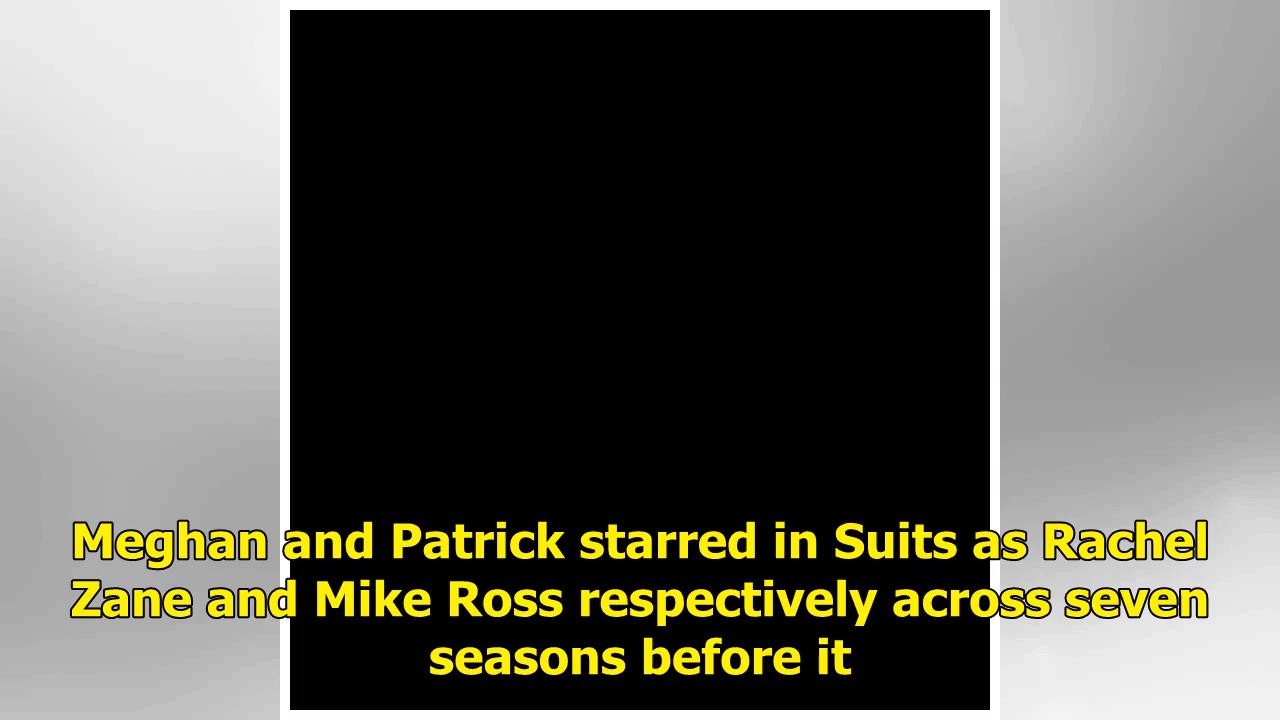 Meghan and Patrick starred in Suits as Rachel
Zane and Mike Ross respectively across seven
seasons before it